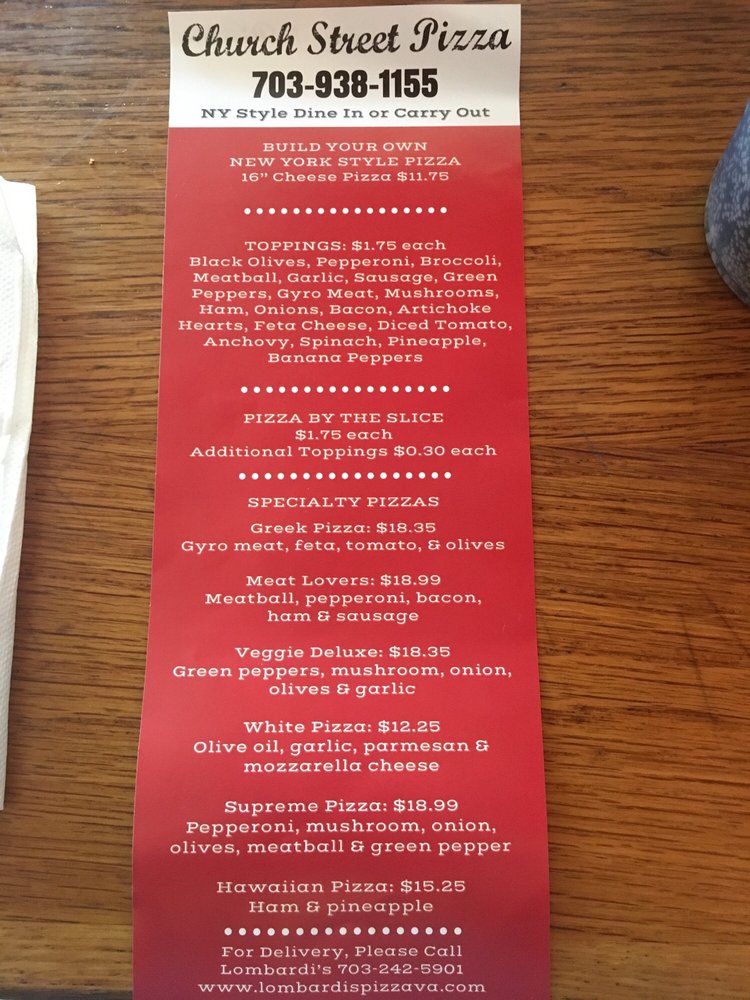 Church Street Pizza
703-938-1155
NY Style Dine In or Carry Out
BUILD YOUR OWN
NEW YORK STYLE PIZZA
16" Cheese Pizza $11.75
TOPPINGS: $1.75 each
Black Olives, Pepperoni, Broccoli,
Meatball, Garlic, Sausage, Green
Peppers, Gyro Meat, Mushrooms,
Ham, Onions, Bacon, Artichoke
Hearts, Feta Cheese, Diced Tomato,
Anchovy, Spinach, Pineapple,
Banana Peppers
PIZZA BY THE SLICE
$1.75 each
Additional Toppings $0.30 each
SPECIALTY PIZZAS
Greek Pizza: $18.35
Gyro meat, feta, tomato, & olives
Meat Lovers: $18.99
Meatball, pepperoni, bacon,
ham & sausage
Veggie Deluxe: $18.35
Green peppers, mushroom, onion,
olives & garlic
White Pizza: $12.25
Olive oil, garlic, parmesan &
mozzarella cheese
Supreme Pizza: $18.99
Pepperoni, mushroom, onion,
olives, meatball & green pepper
Hawaiian Pizza: $15.25
Ham & pineapple
For Delivery, Please Call
Lombardi's 703-242-5901
www.lombardispizzava.com